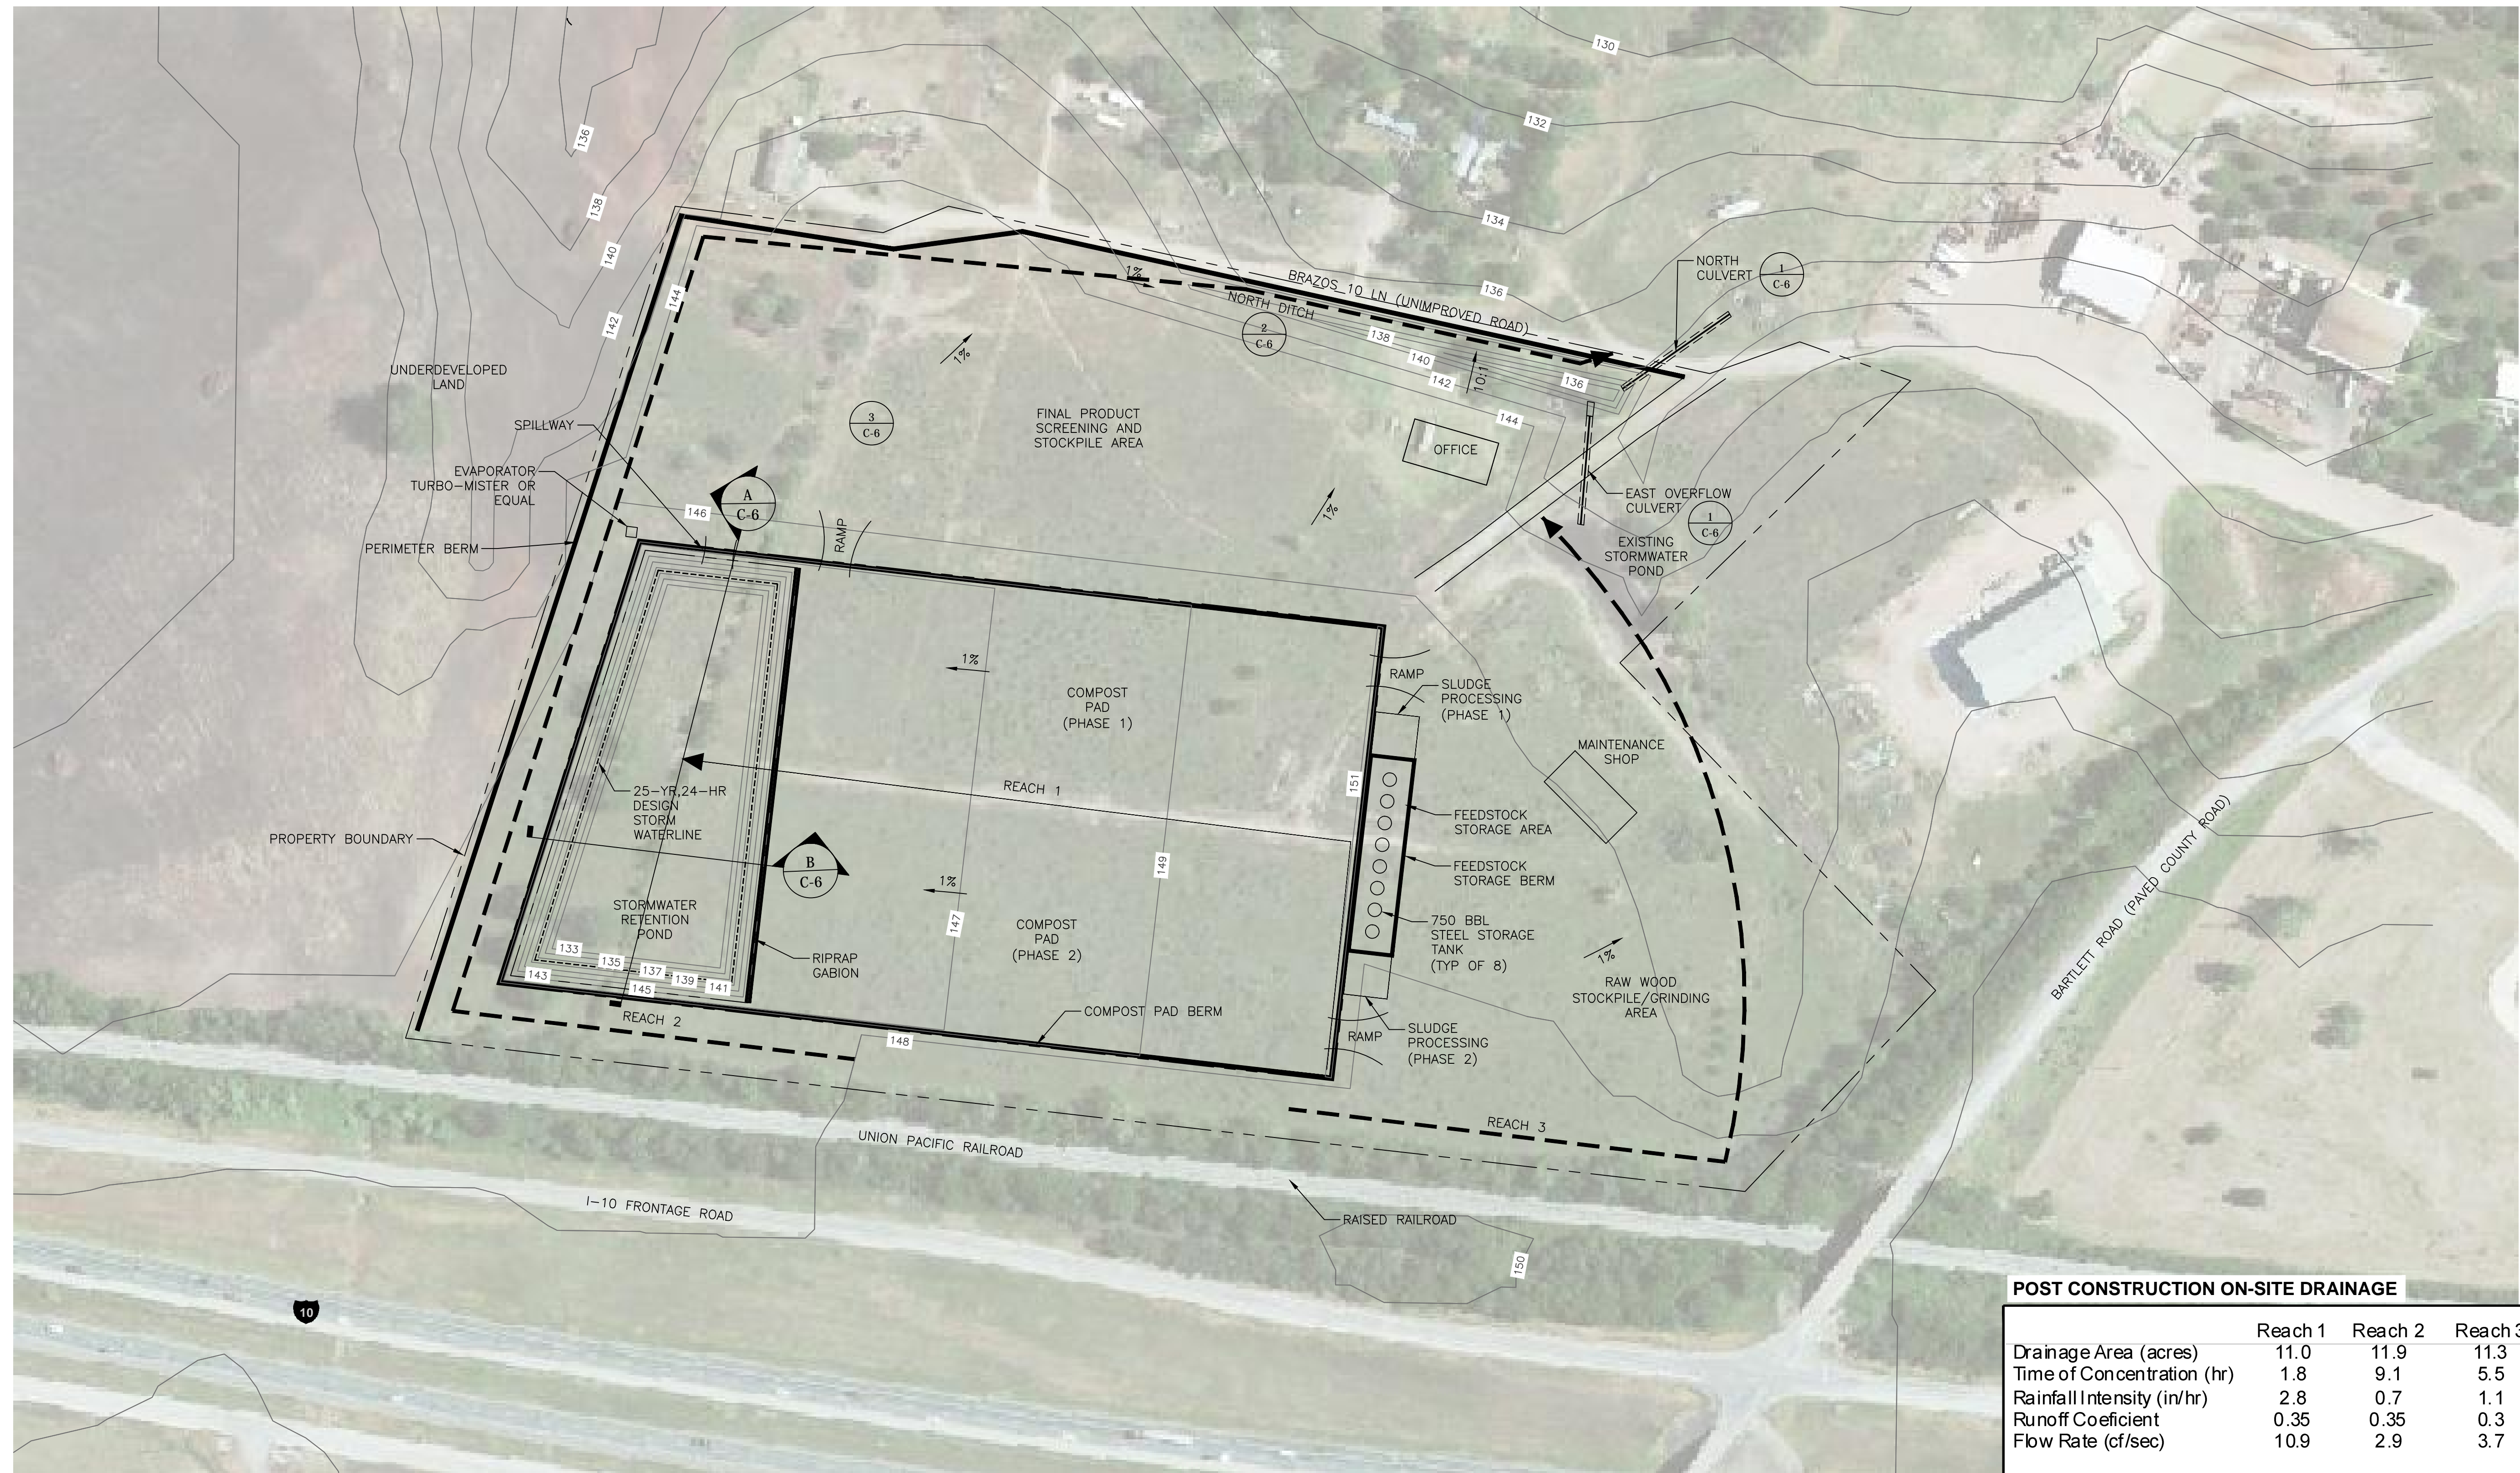 130
132
134
136
136
138
140
142
144
NORTH
CULVERT
1
C-6
BRAZOS 10 LN (UNIMPROVED ROAD)
1%
NORTH DITCH
2
C-6
138
140
142
144
136
10:1
1%
UNDERDEVELOPED
LAND
SPILLWAY
EVAPORATOR
TURBO-MISTER OR
EQUAL
PERIMETER BERM
PROPERTY BOUNDARY
3
C-6
FINAL PRODUCT
SCREENING AND
STOCKPILE AREA
OFFICE
EAST OVERFLOW
CULVERT
1
C-6
EXISTING
STORMWATER
POND
1%
A
C-6
146
RAMP
1%
COMPOST
PAD
(PHASE 1)
RAMP
SLUDGE
PROCESSING
(PHASE 1)
MAINTENANCE
SHOP
REACH 1
151
25-YR,24-HR
DESIGN
STORM
WATERLINE
FEEDSTOCK
STORAGE AREA
FEEDSTOCK
STORAGE BERM
B
C-6
1%
149
147
STORMWATER
RETENTION
POND
COMPOST
PAD
(PHASE 2)
750 BBL
STEEL STORAGE
TANK
(TYP OF 8)
1%
RAW WOOD
STOCKPILE/GRINDING
AREA
133
135
137
139
141
143
145
RIPRAP
GABION
COMPOST PAD BERM
REACH 2
148
RAMP
SLUDGE
PROCESSING
(PHASE 2)
REACH 3
BARTLETT ROAD (PAVED COUNTY ROAD)
UNION PACIFIC RAILROAD
I-10 FRONTAGE ROAD
RAISED RAILROAD
150
10
POST CONSTRUCTION ON-SITE DRAINAGE
Reach 1 Reach 2 Reach 3
Drainage Area (acres) 11.0 11.9 11.3
Time of Concentration (hr) 1.8 9.1 5.5
Rainfall Intensity (in/hr) 2.8 0.7 1.1
Runoff Coeficient 0.35 0.35 0.3
Flow Rate (cf/sec) 10.9 2.9 3.7